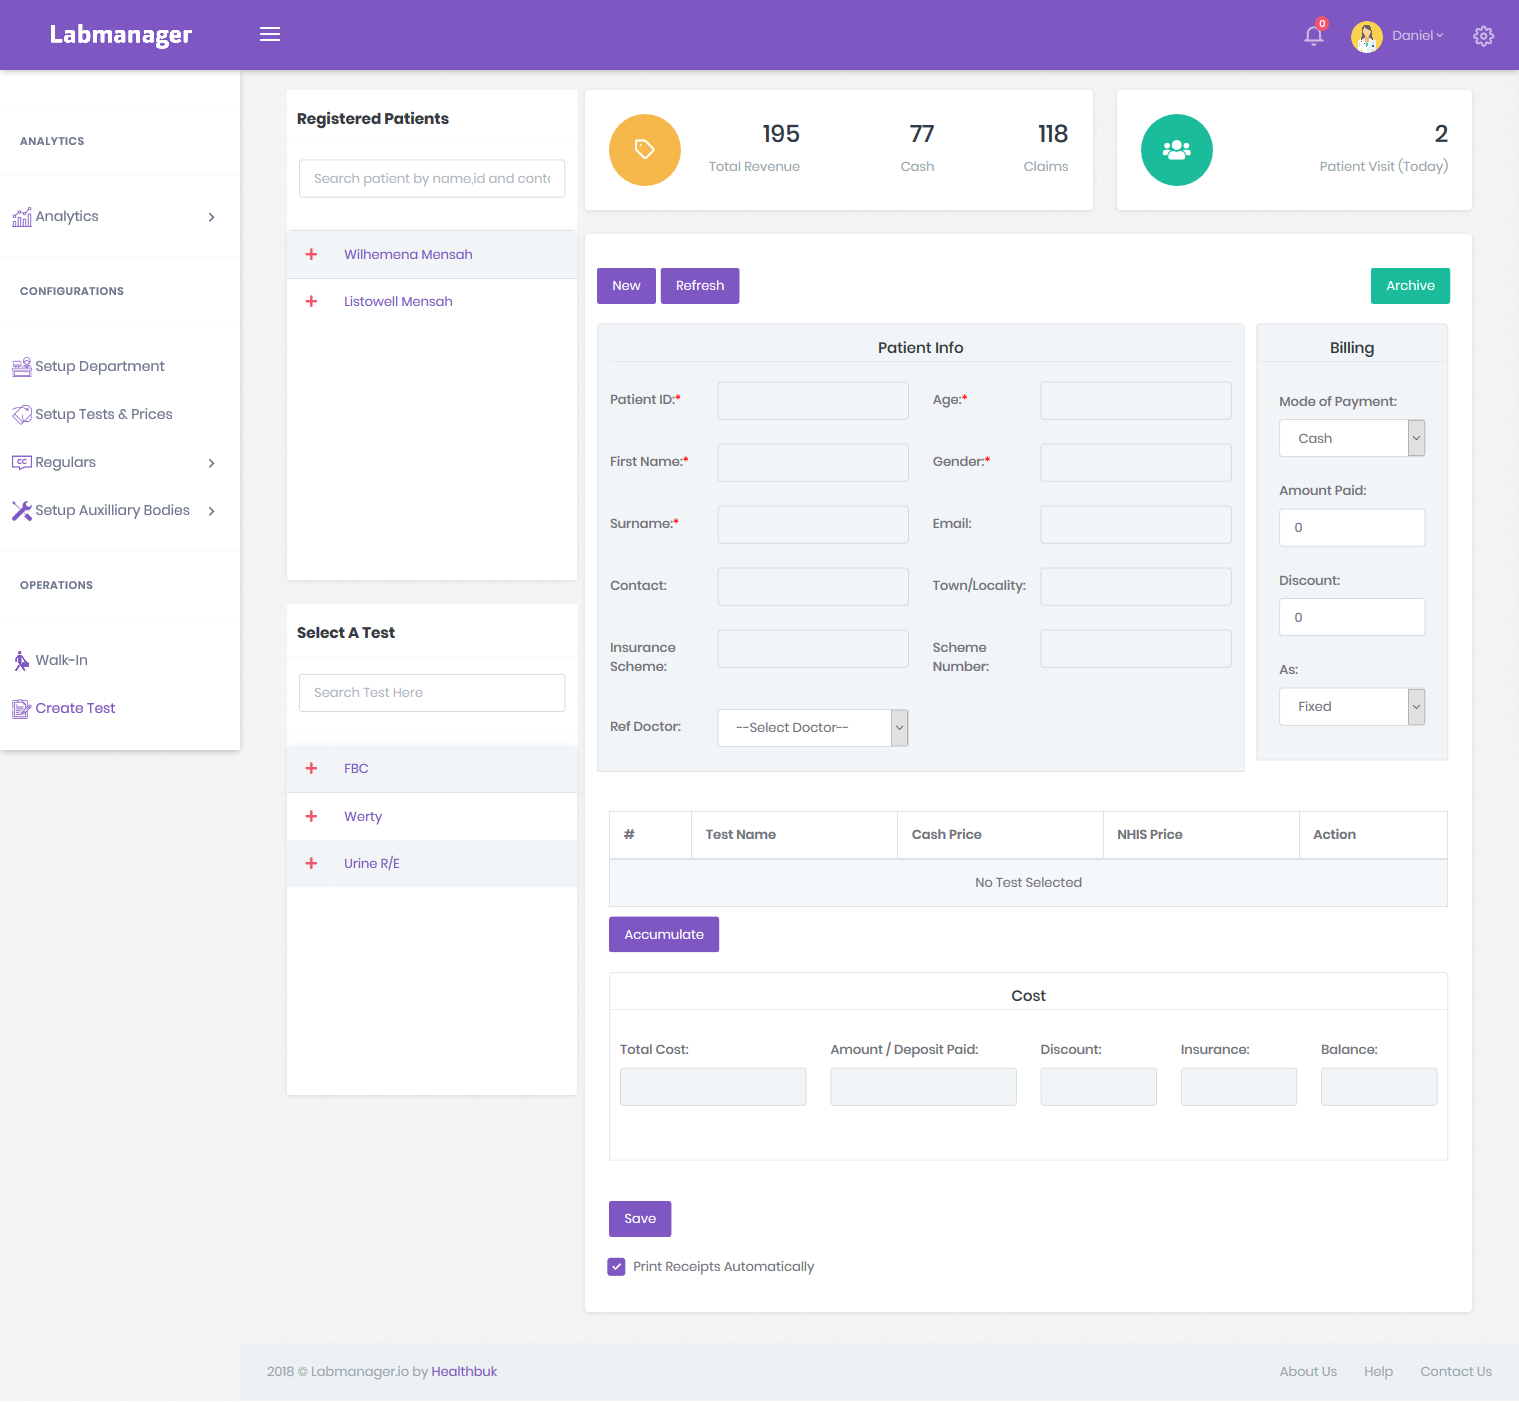 Labmanager
0
Daniel
ANALYTICS
Analytics
CONFIGURATIONS
Setup Department
Setup Tests & Prices
CC Regulars
Setup Auxilliary Bodies
OPERATIONS
Walk-In
Create Test
Registered Patients
Search patient by name,id and conta
Wilhemena Mensah
Listowell Mensah
Select A Test
Search Test Here
FBC
Werty
Urine R/E
195
Total Revenue
77
Cash
118
Claims
2
Patient Visit (Today)
New
Refresh
Archive
Patient Info
Patient ID:*
Age:*
First Name:*
Gender:*
Surname:*
Email:
Contact:
Town/Locality:
Insurance
Scheme:
Scheme
Number:
Ref Doctor:
--Select Doctor--
Billing
Mode of Payment:
Cash
Amount Paid:
0
Discount:
0
As:
Fixed
# Test Name Cash Price NHIS Price Action
No Test Selected
Accumulate
Cost
Total Cost:
Amount / Deposit Paid:
Discount:
Insurance:
Balance:
Save
Print Receipts Automatically
2018 © Labmanager.io by Healthbuk
About Us Help Contact Us